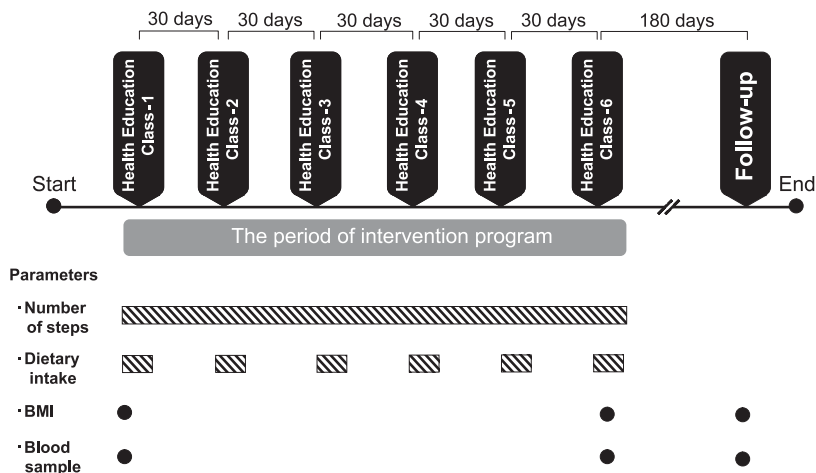 30 days 30 days 30 days 30 days 30 days 180 days
Health Education
Class-1
Health Education
Class-2
Health Education
Class-3
Health Education
Class-4
Health Education
Class-5
Health Education
Class-6
Follow-up
Start
End
The period of intervention program
Parameters
· Number
of steps
· Dietary
intake
· BMI
· Blood
sample